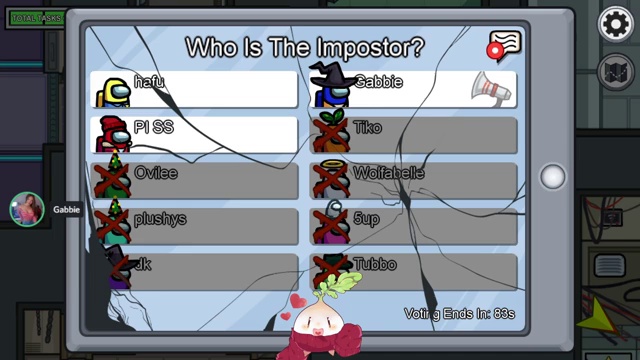 TOTAL TASKS
Who Is The Impostor?
hafu
Gabbie
PI SS
Tiko
Ovilee
Wolfabelle
Gabbie
plushys
5up
dk
Tubbo
Voting Ends In: 83s